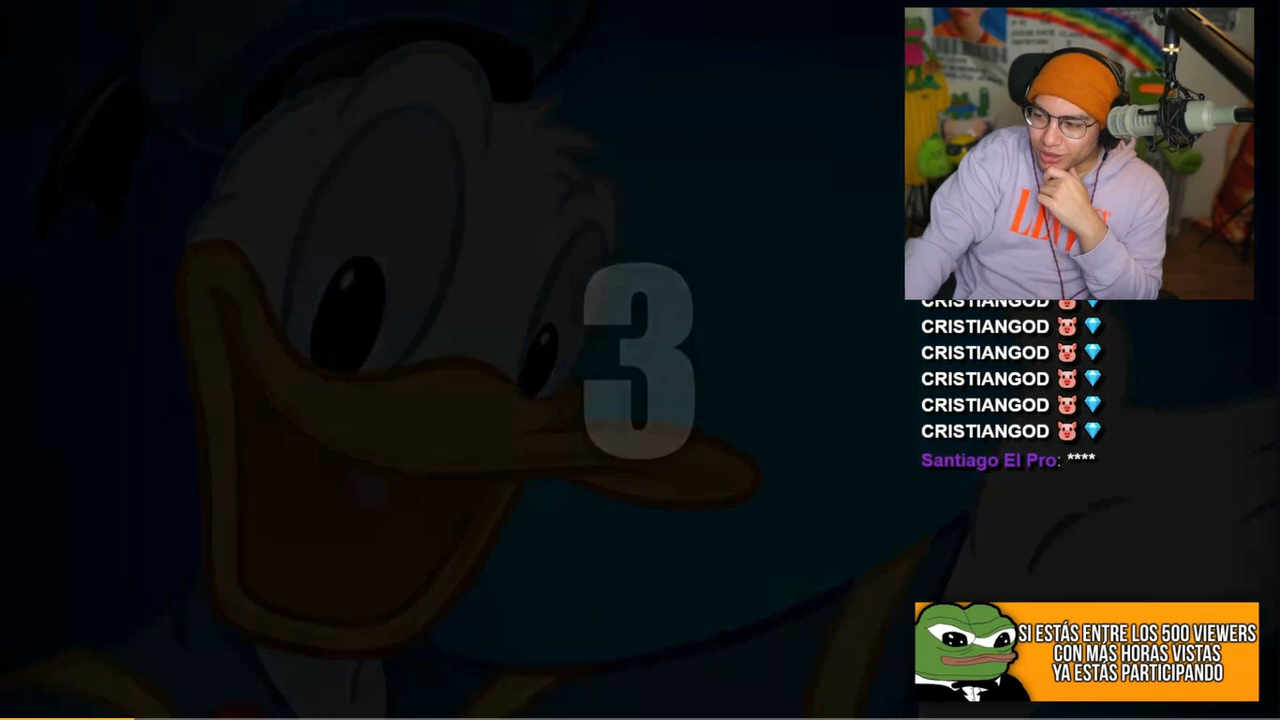 3
CRISTIANGOD 🐷 💎
CRISTIANGOD 🐷 💎
CRISTIANGOD 🐷 💎
CRISTIANGOD 🐷 💎
CRISTIANGOD 🐷 💎
CRISTIANGOD 🐷 💎
Santiago El Pro: ****
SI ESTÁS ENTRE LOS 500 VIEWERS
CON MÁS HORAS VISTAS
YA ESTÁS PARTICIPANDO